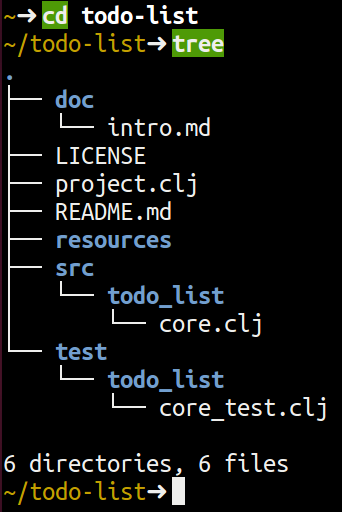 ~➜cd todo-list
~/todo-list➜tree
.
├── doc
│   └── intro.md
├── LICENSE
├── project.clj
├── README.md
├── resources
├── src
│   └── todo_list
│       └── core.clj
└── test
    └── todo_list
        └── core_test.clj

6 directories, 6 files
~/todo-list➜